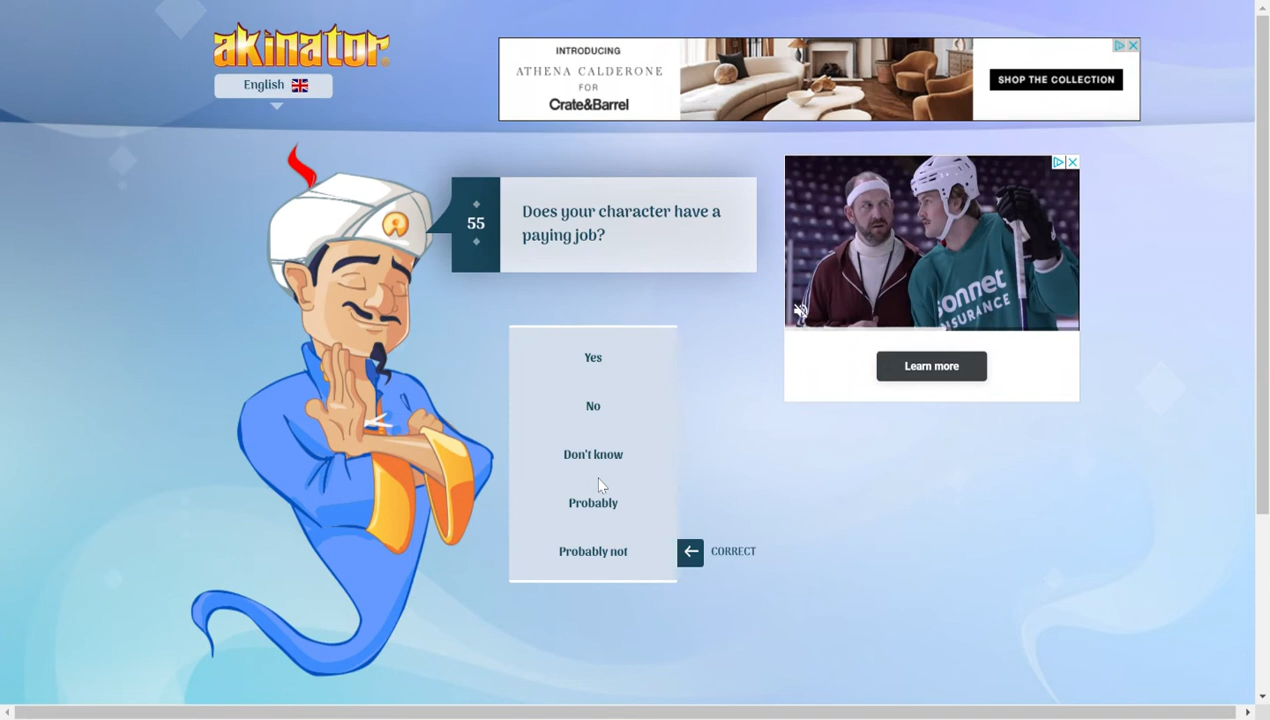 akinator
English
INTRODUCING
ATHENA CALDERONE
FOR
Crate&Barrel
SHOP THE COLLECTION
55
Does your character have a
paying job?
Yes
No
Don't know
Probably
Probably not
CORRECT
sonnet
INSURANCE
Learn more